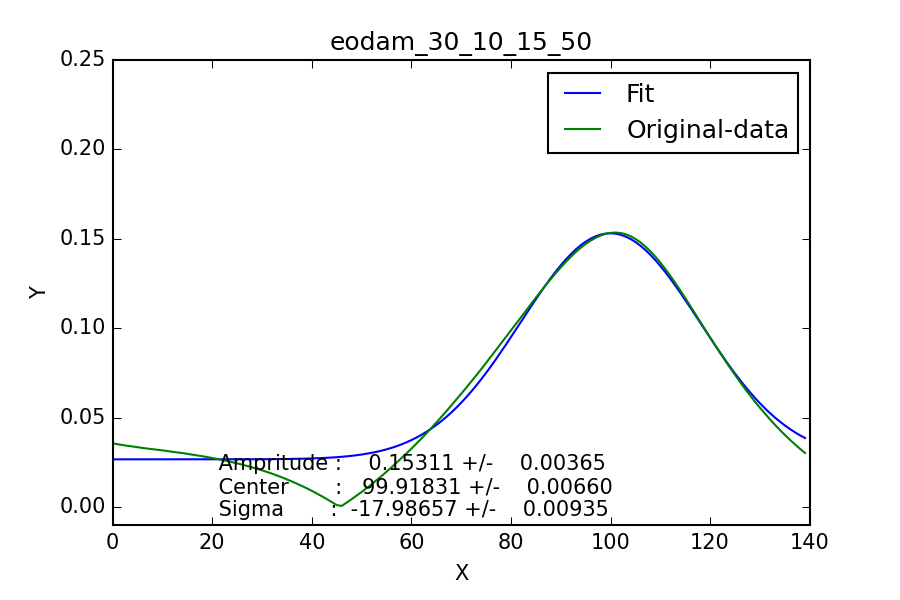 eodam_30_10_15_50
0.25
Fit
Original-data
0.20
0.15
Y
0.10
0.05
Ampritude : 0.15311 +/- 0.00365
Center : 99.91831 +/- 0.00660
0.00
Sigma : -17.98657 +/- 0.00935
0 20 40 60 80 100 120 140
X